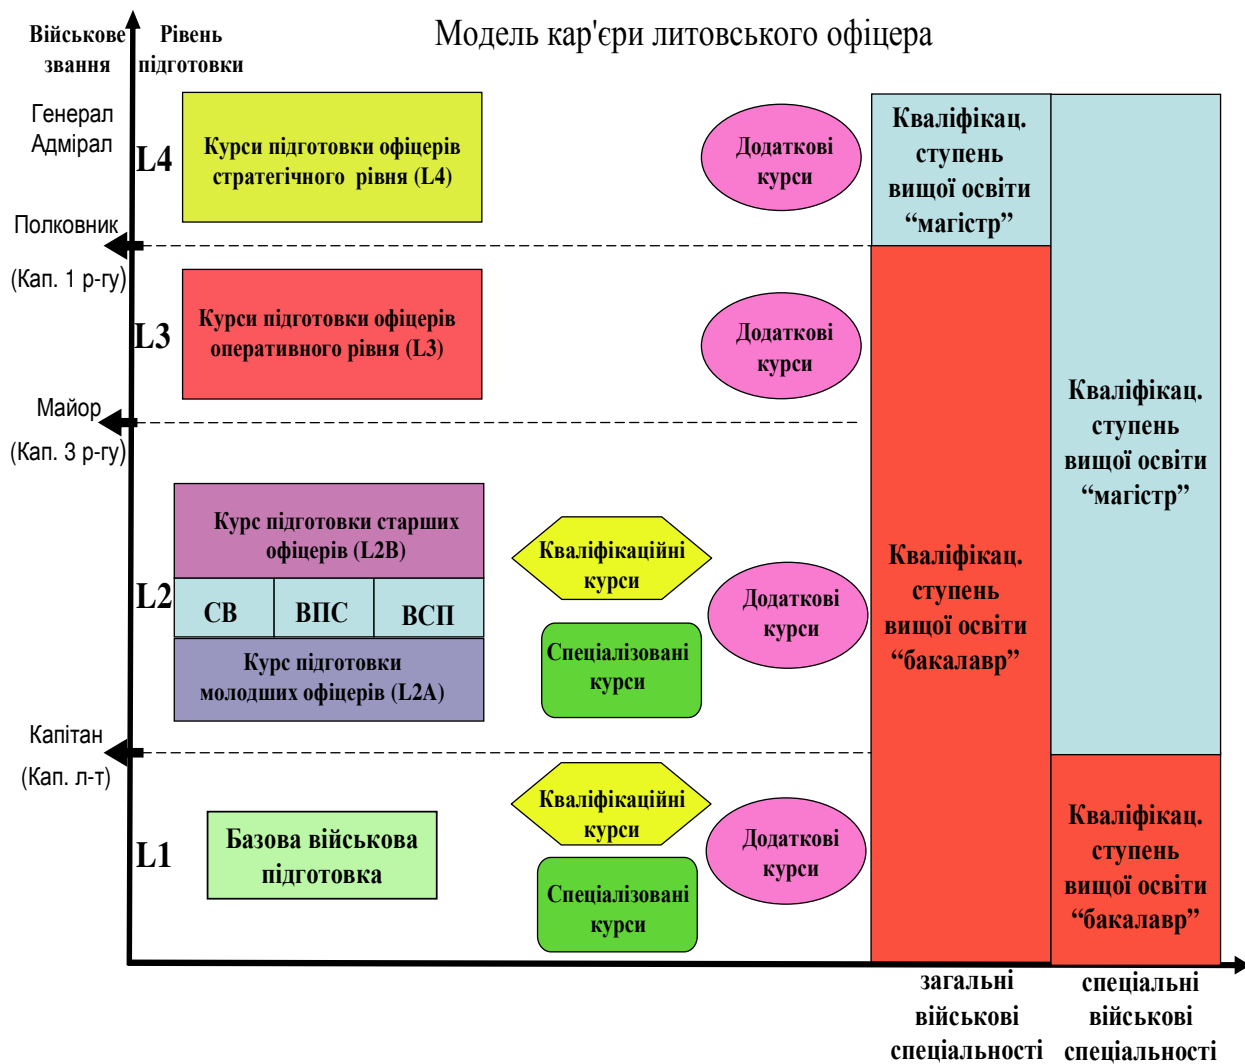 Модель кар'єри литовського офіцера
Військове
звання
Рівень
підготовки
Генерал
Адмірал
L4
Курси підготовки офіцерів
стратегічного рівня (L4)
Додаткові
курси
Кваліфікац.
ступень
вищої освіти
“магістр”
Полковник
(Кап. 1 р-гу)
L3
Курси підготовки офіцерів
оперативного рівня (L3)
Додаткові
курси
Кваліфікац.
ступень
вищої освіти
“магістр”
Майор
(Кап. 3 р-гу)
L2
Курс підготовки старших
офіцерів (L2B)
СВ
ВПС
ВСП
Курс підготовки
молодших офіцерів (L2A)
Кваліфікаційні
курси
Спеціалізовані
курси
Додаткові
курси
Кваліфікац.
ступень
вищої освіти
“бакалавр”
Капітан
(Кап. л-т)
L1
Базова військова
підготовка
Кваліфікаційні
курси
Спеціалізовані
курси
Додаткові
курси
Кваліфікац.
ступень
вищої освіти
“бакалавр”
загальні
військові
спеціальності
спеціальні
військові
спеціальності